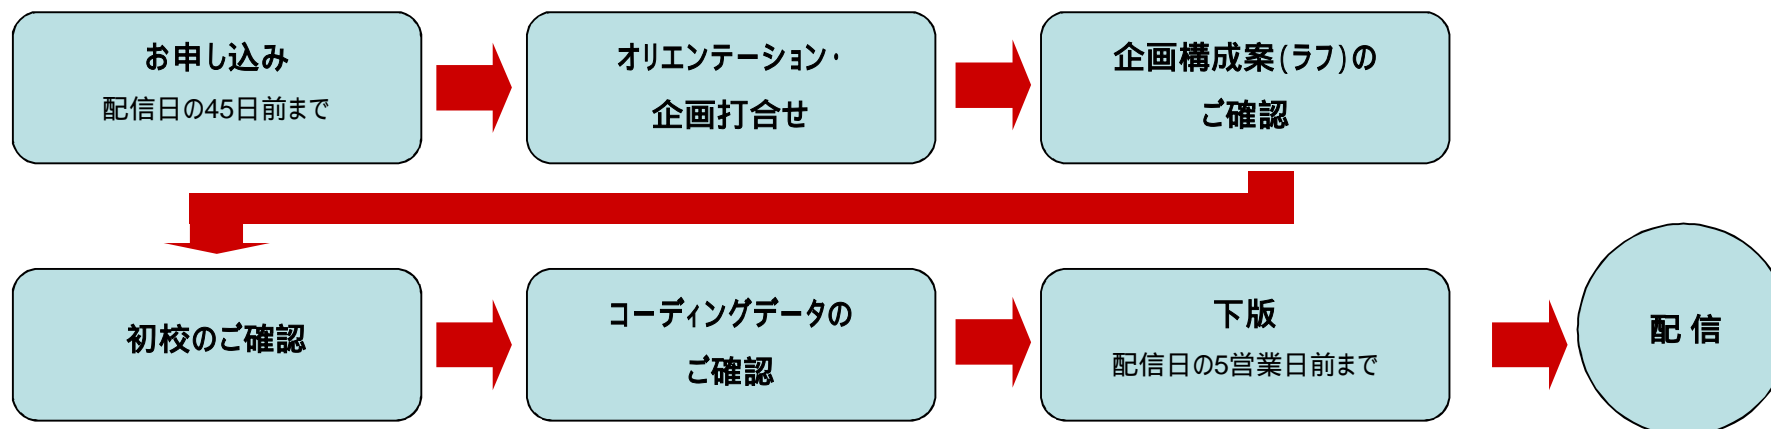 お申し込み
配信日の45日前まで
オリエンテーション・
企画打合せ
企画構成案(ラフ)の
ご確認
初校のご確認
コーディングデータの
ご確認
下版
配信日の5営業日前まで
配 信